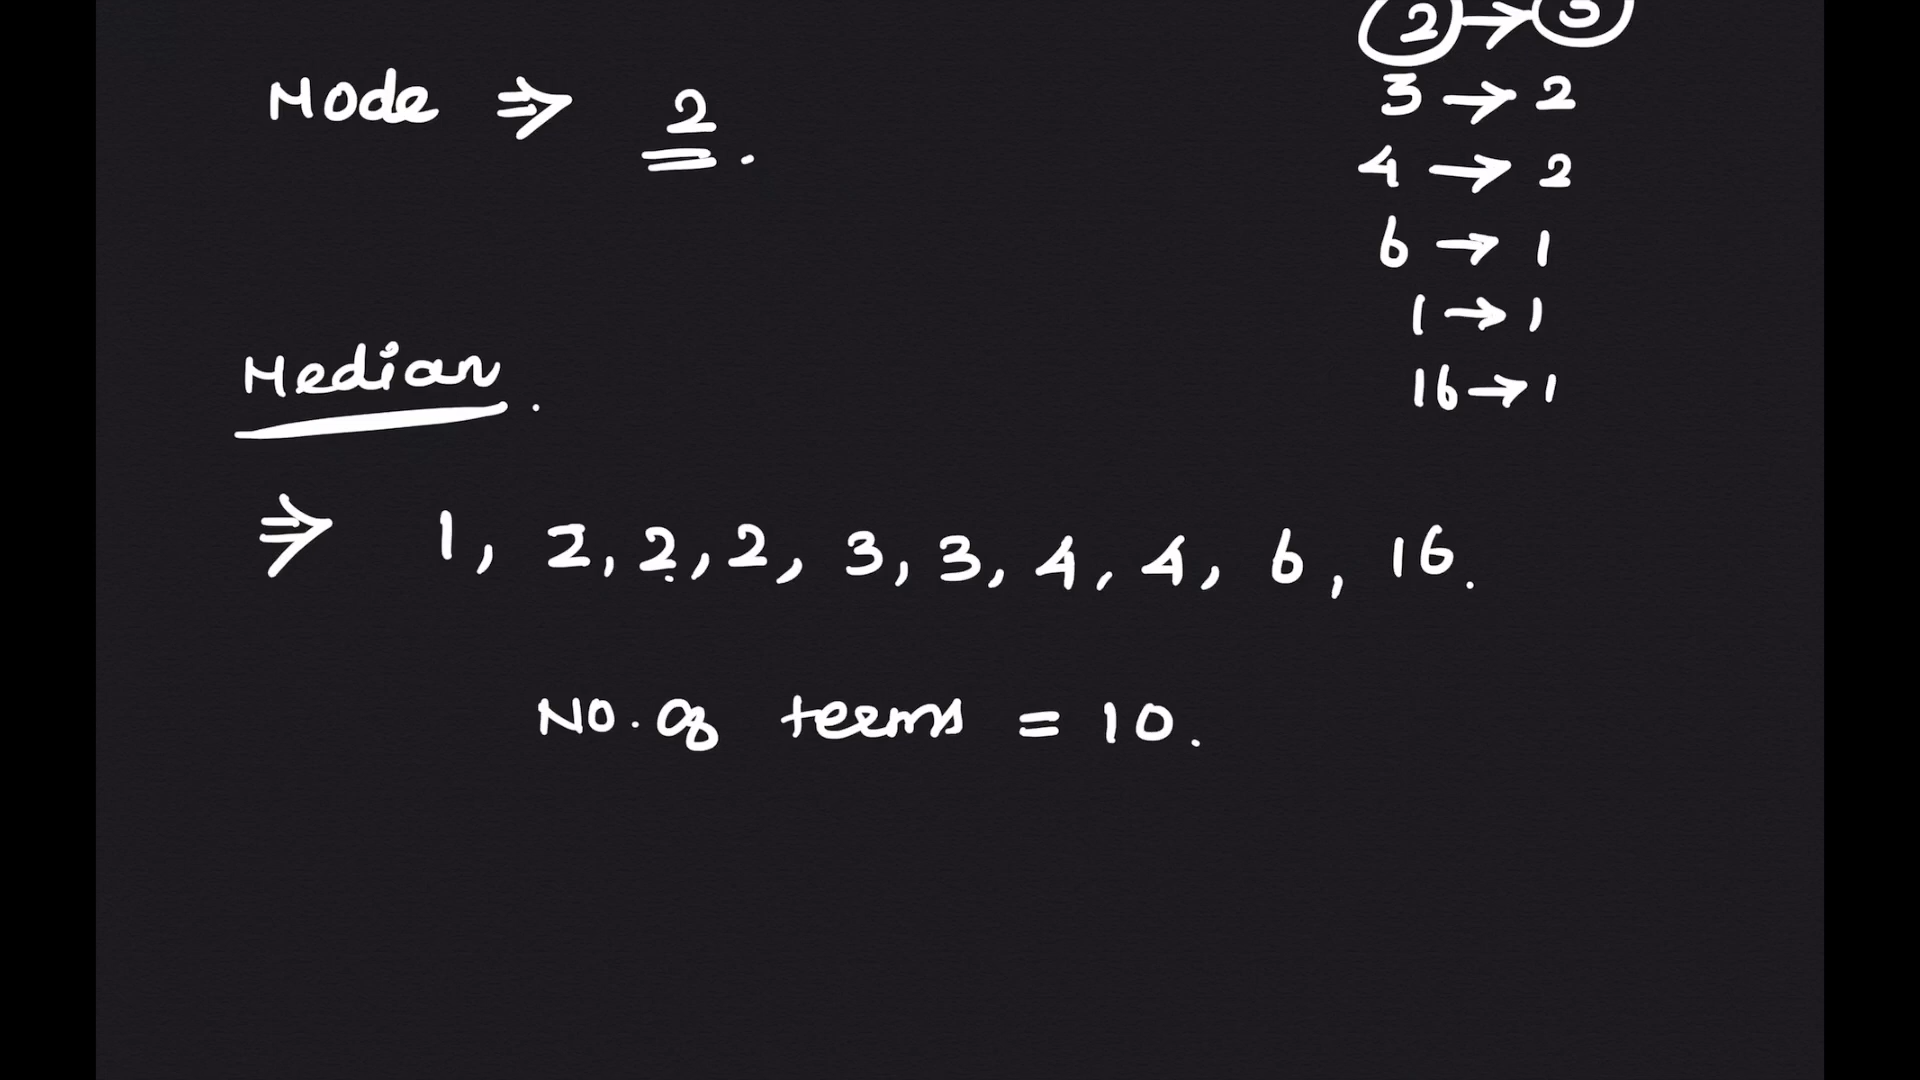 2 → 3
Mode ⇒ 2.
3 → 2
4 → 2
6 → 1
1 → 1
16 → 1
Median.
⇒ 1, 2, 2, 2, 3, 3, 4, 4, 6, 16.
No. of terms = 10.